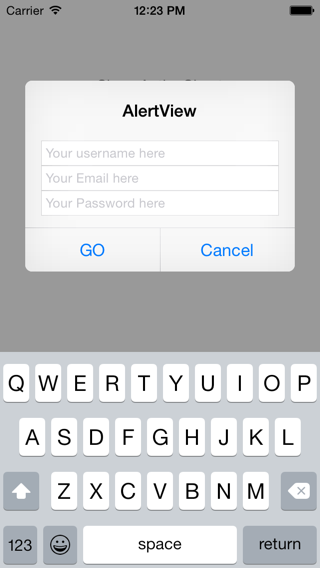 Carrier 12:23 PM
AlertView
Your username here
Your Email here
Your Password here
GO Cancel
Q W E R T Y U I O P
A S D F G H J K L
Z X C V B N M
123 space return